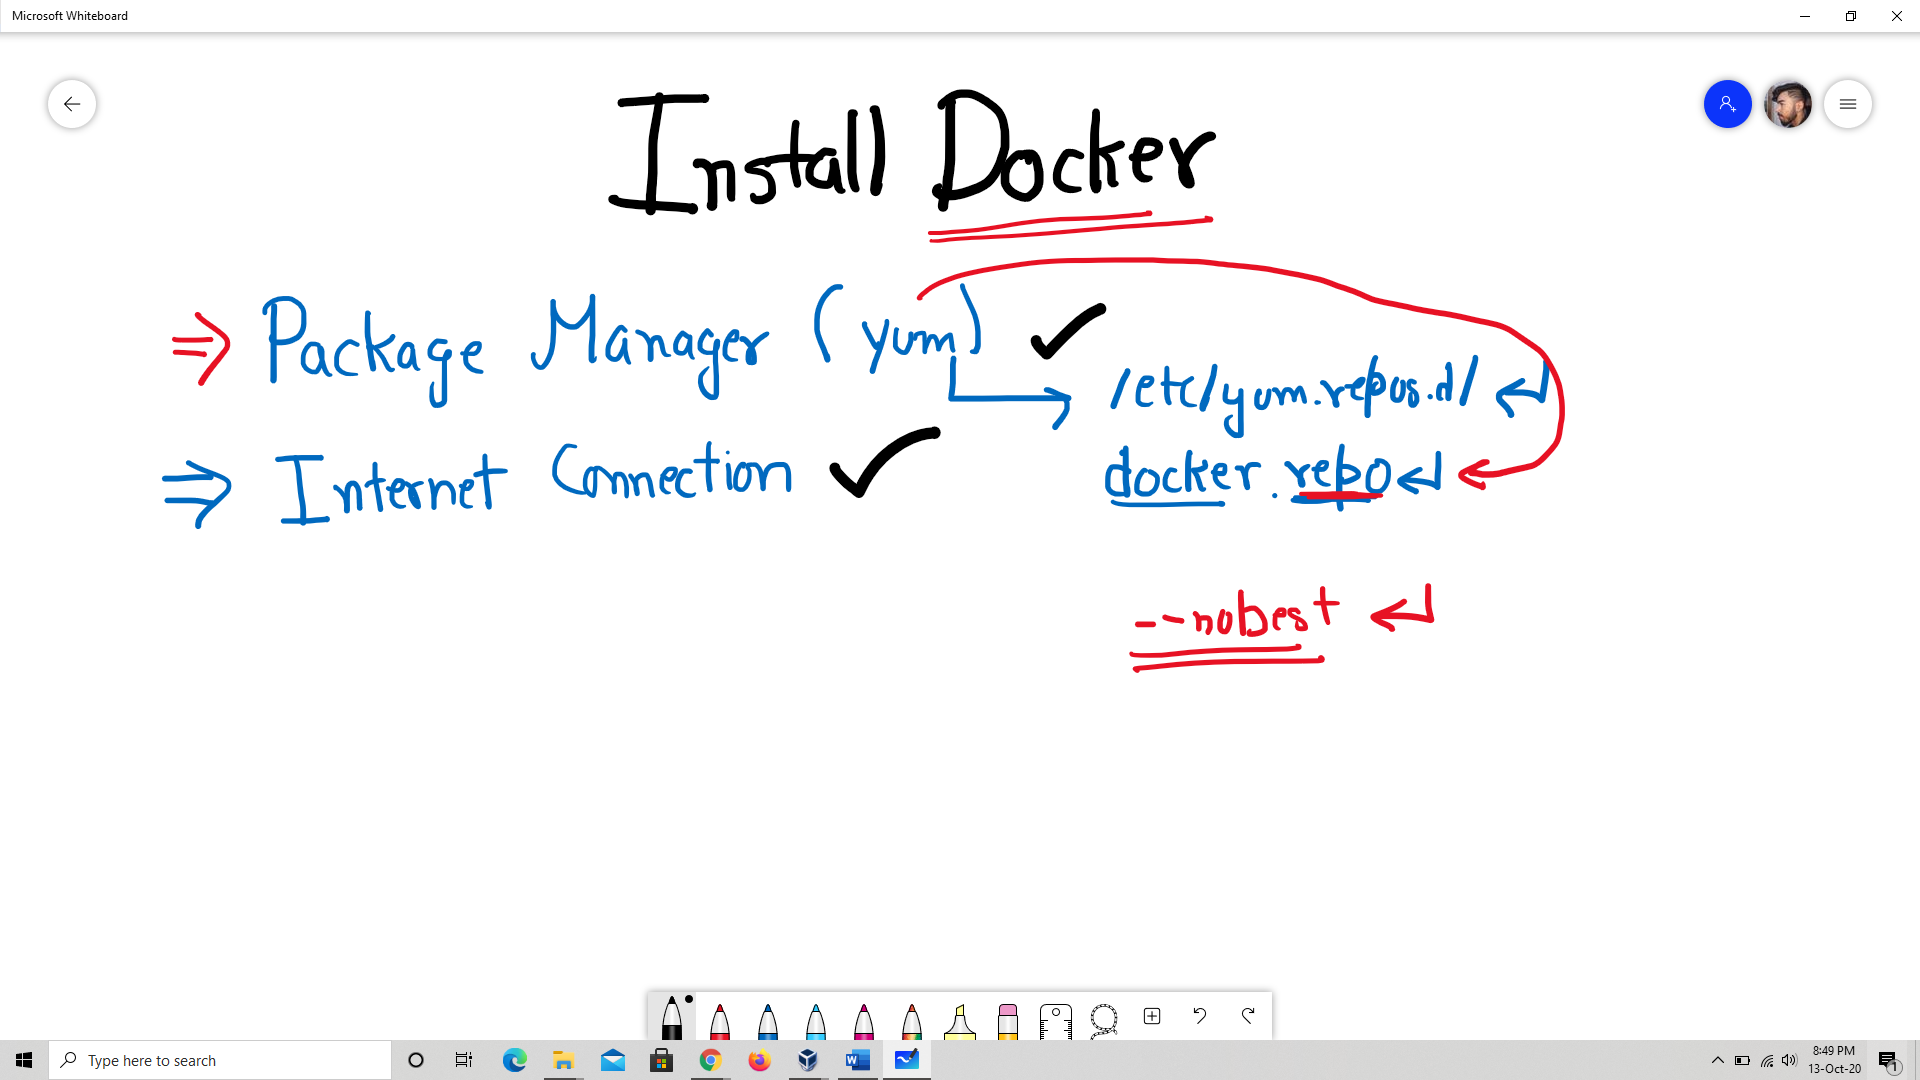 Microsoft Whiteboard
Install Docker
⇒ Package Manager (yum) ✓
/etc/yum.repos.d/ ↵
⇒ Internet Connection ✓
docker.repo ↵
--nobest ↵
Type here to search
8:49 PM
13-Oct-20
1